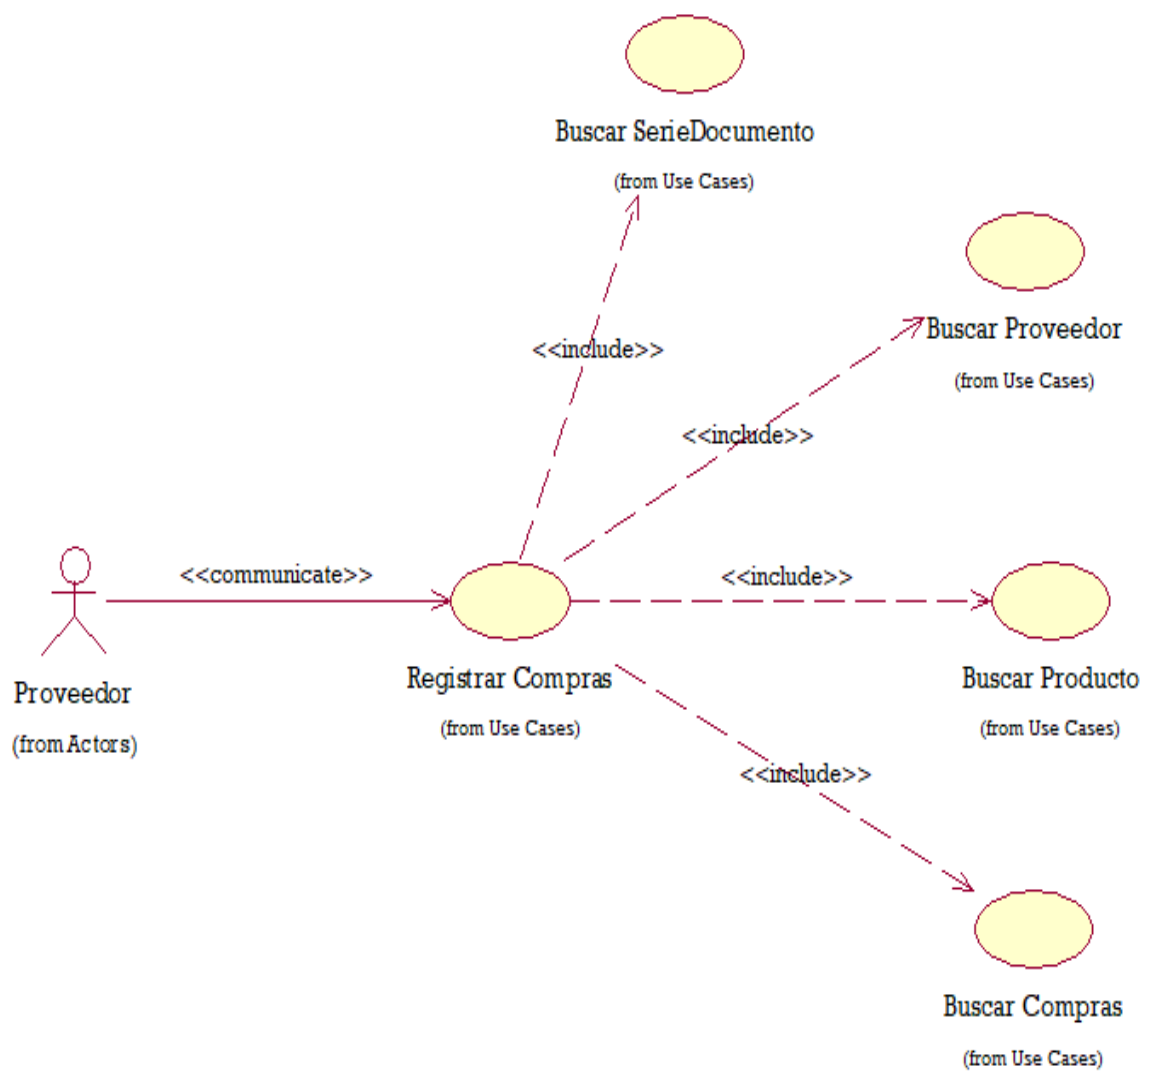 Buscar SerieDocumento
(from Use Cases)
<<include>>
Buscar Proveedor
(from Use Cases)
<<include>>
<<communicate>>
<<include>>
Proveedor
(from Actors)
Registrar Compras
(from Use Cases)
Buscar Producto
(from Use Cases)
<<include>>
Buscar Compras
(from Use Cases)